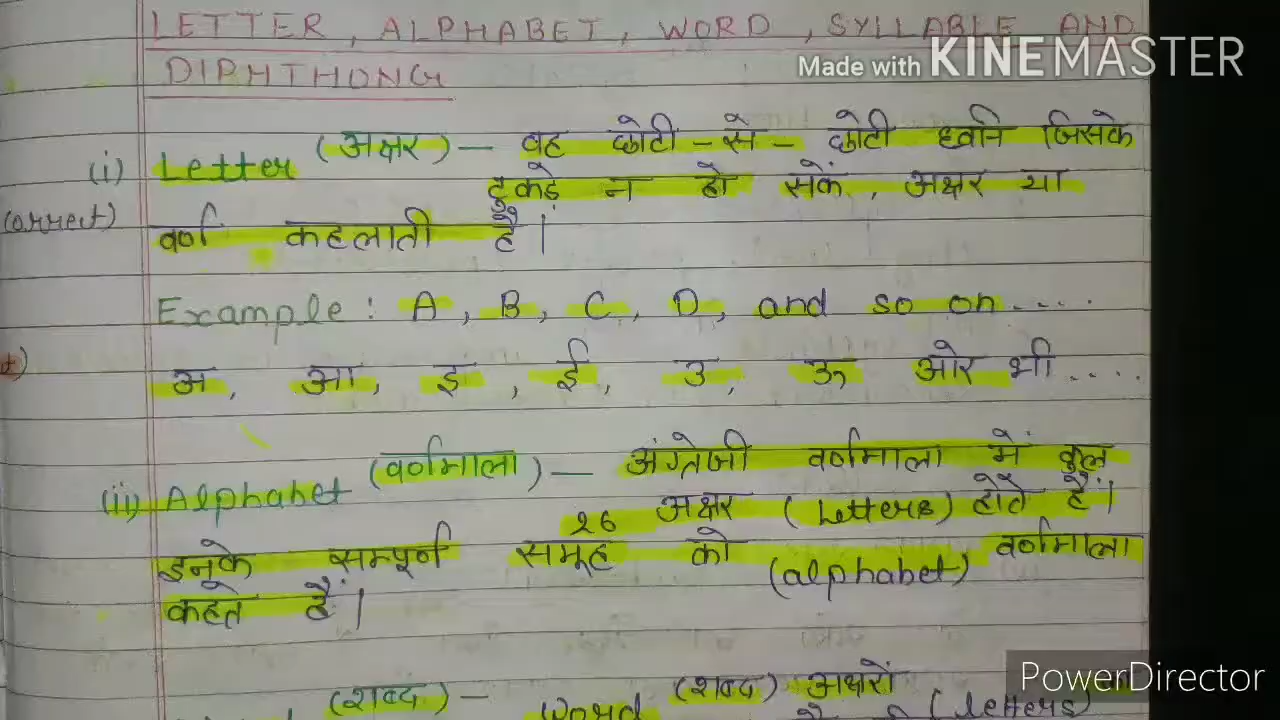 LETTER, ALPHABET, WORD, SYLLABLE AND
DIPHTHONG
Made with KINEMASTER
(i) Letter (अक्षर) – वह छोटी-से-छोटी ध्वनि जिसके
टुकड़े न हो सकें, अक्षर या
correct)
वर्ण कहलाती है।
Example: A, B, C, D, and so on....
अ, आ, इ, ई, उ, ऊ ओर भी....
(ii) Alphabet (वर्णमाला) – अंग्रेजी वर्णमाला में कुल
26 अक्षर (Letters) होते हैं।
इनके सम्पूर्न समूह को वर्णमाला
(alphabet)
कहते हैं।
(शब्द) – Word (शब्द) अक्षरों
(letters)
PowerDirector